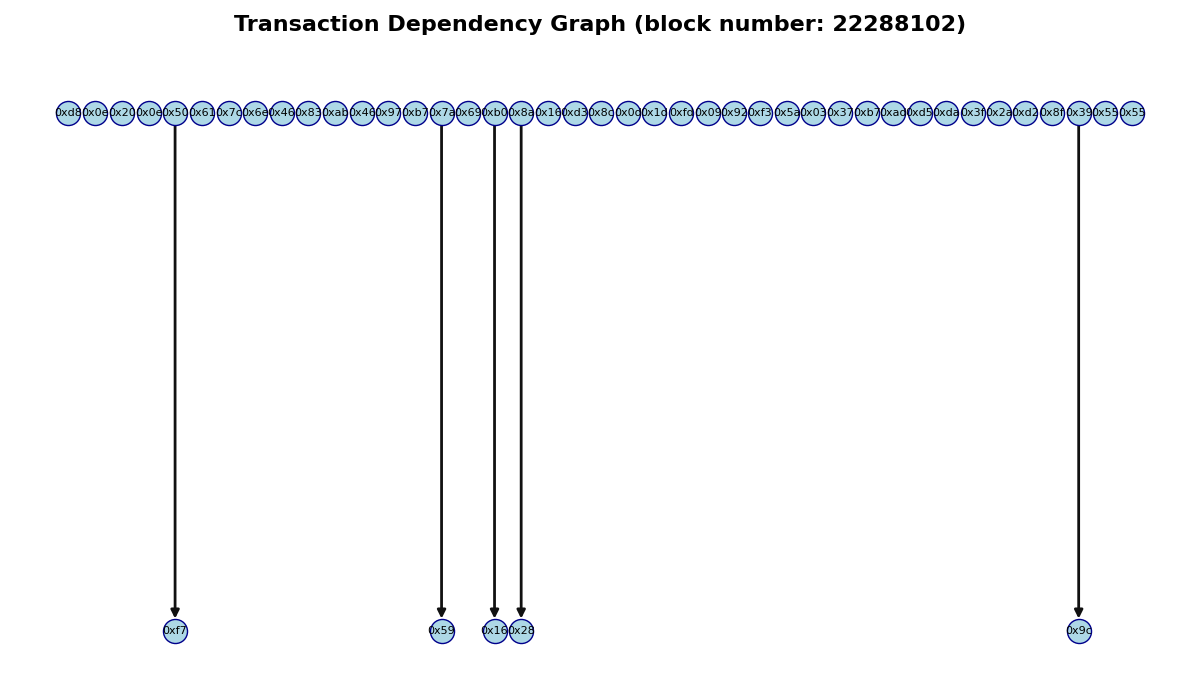 Transaction Dependency Graph (block number: 22288102)
0xd8 0x0e 0x20 0x0e 0x50 0x61 0x7c 0x6e 0x46 0x83 0xab 0x46 0x97 0xb7 0x7a 0x69 0xb0 0x8a 0x16 0xd3 0x8c 0x0d 0x1c 0xfd 0x09 0x92 0xf3 0x5a 0x03 0x37 0xb7 0xad 0xd5 0xda 0x3f 0x2a 0xd2 0x8f 0x39 0x55 0x55
0xf7 0x59 0x16 0x28 0x9c